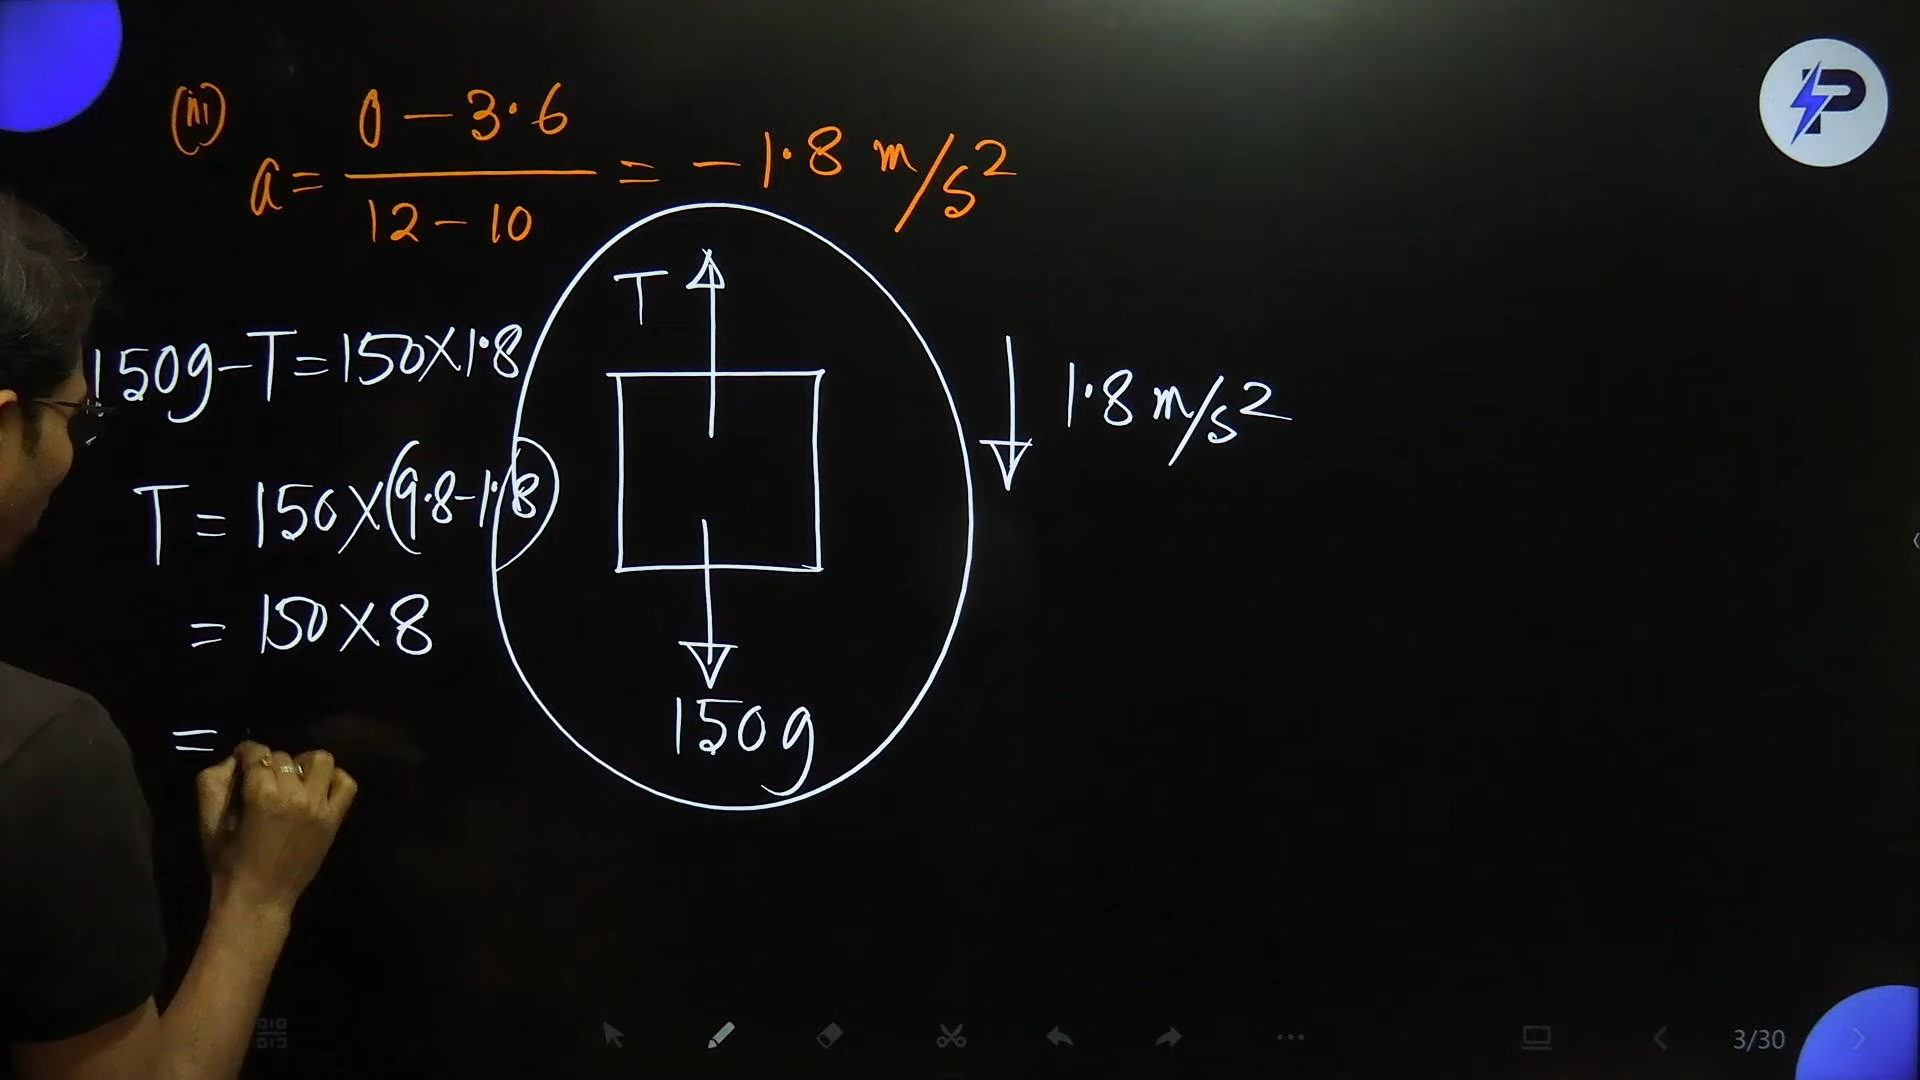 (iii)
a = 0 - 3.6 / 12 - 10 = - 1.8 m/s²
T
150g - T = 150 × 1.8
1.8 m/s²
T = 150 × (9.8 - 1.8)
= 150 × 8
150g
=
3/30